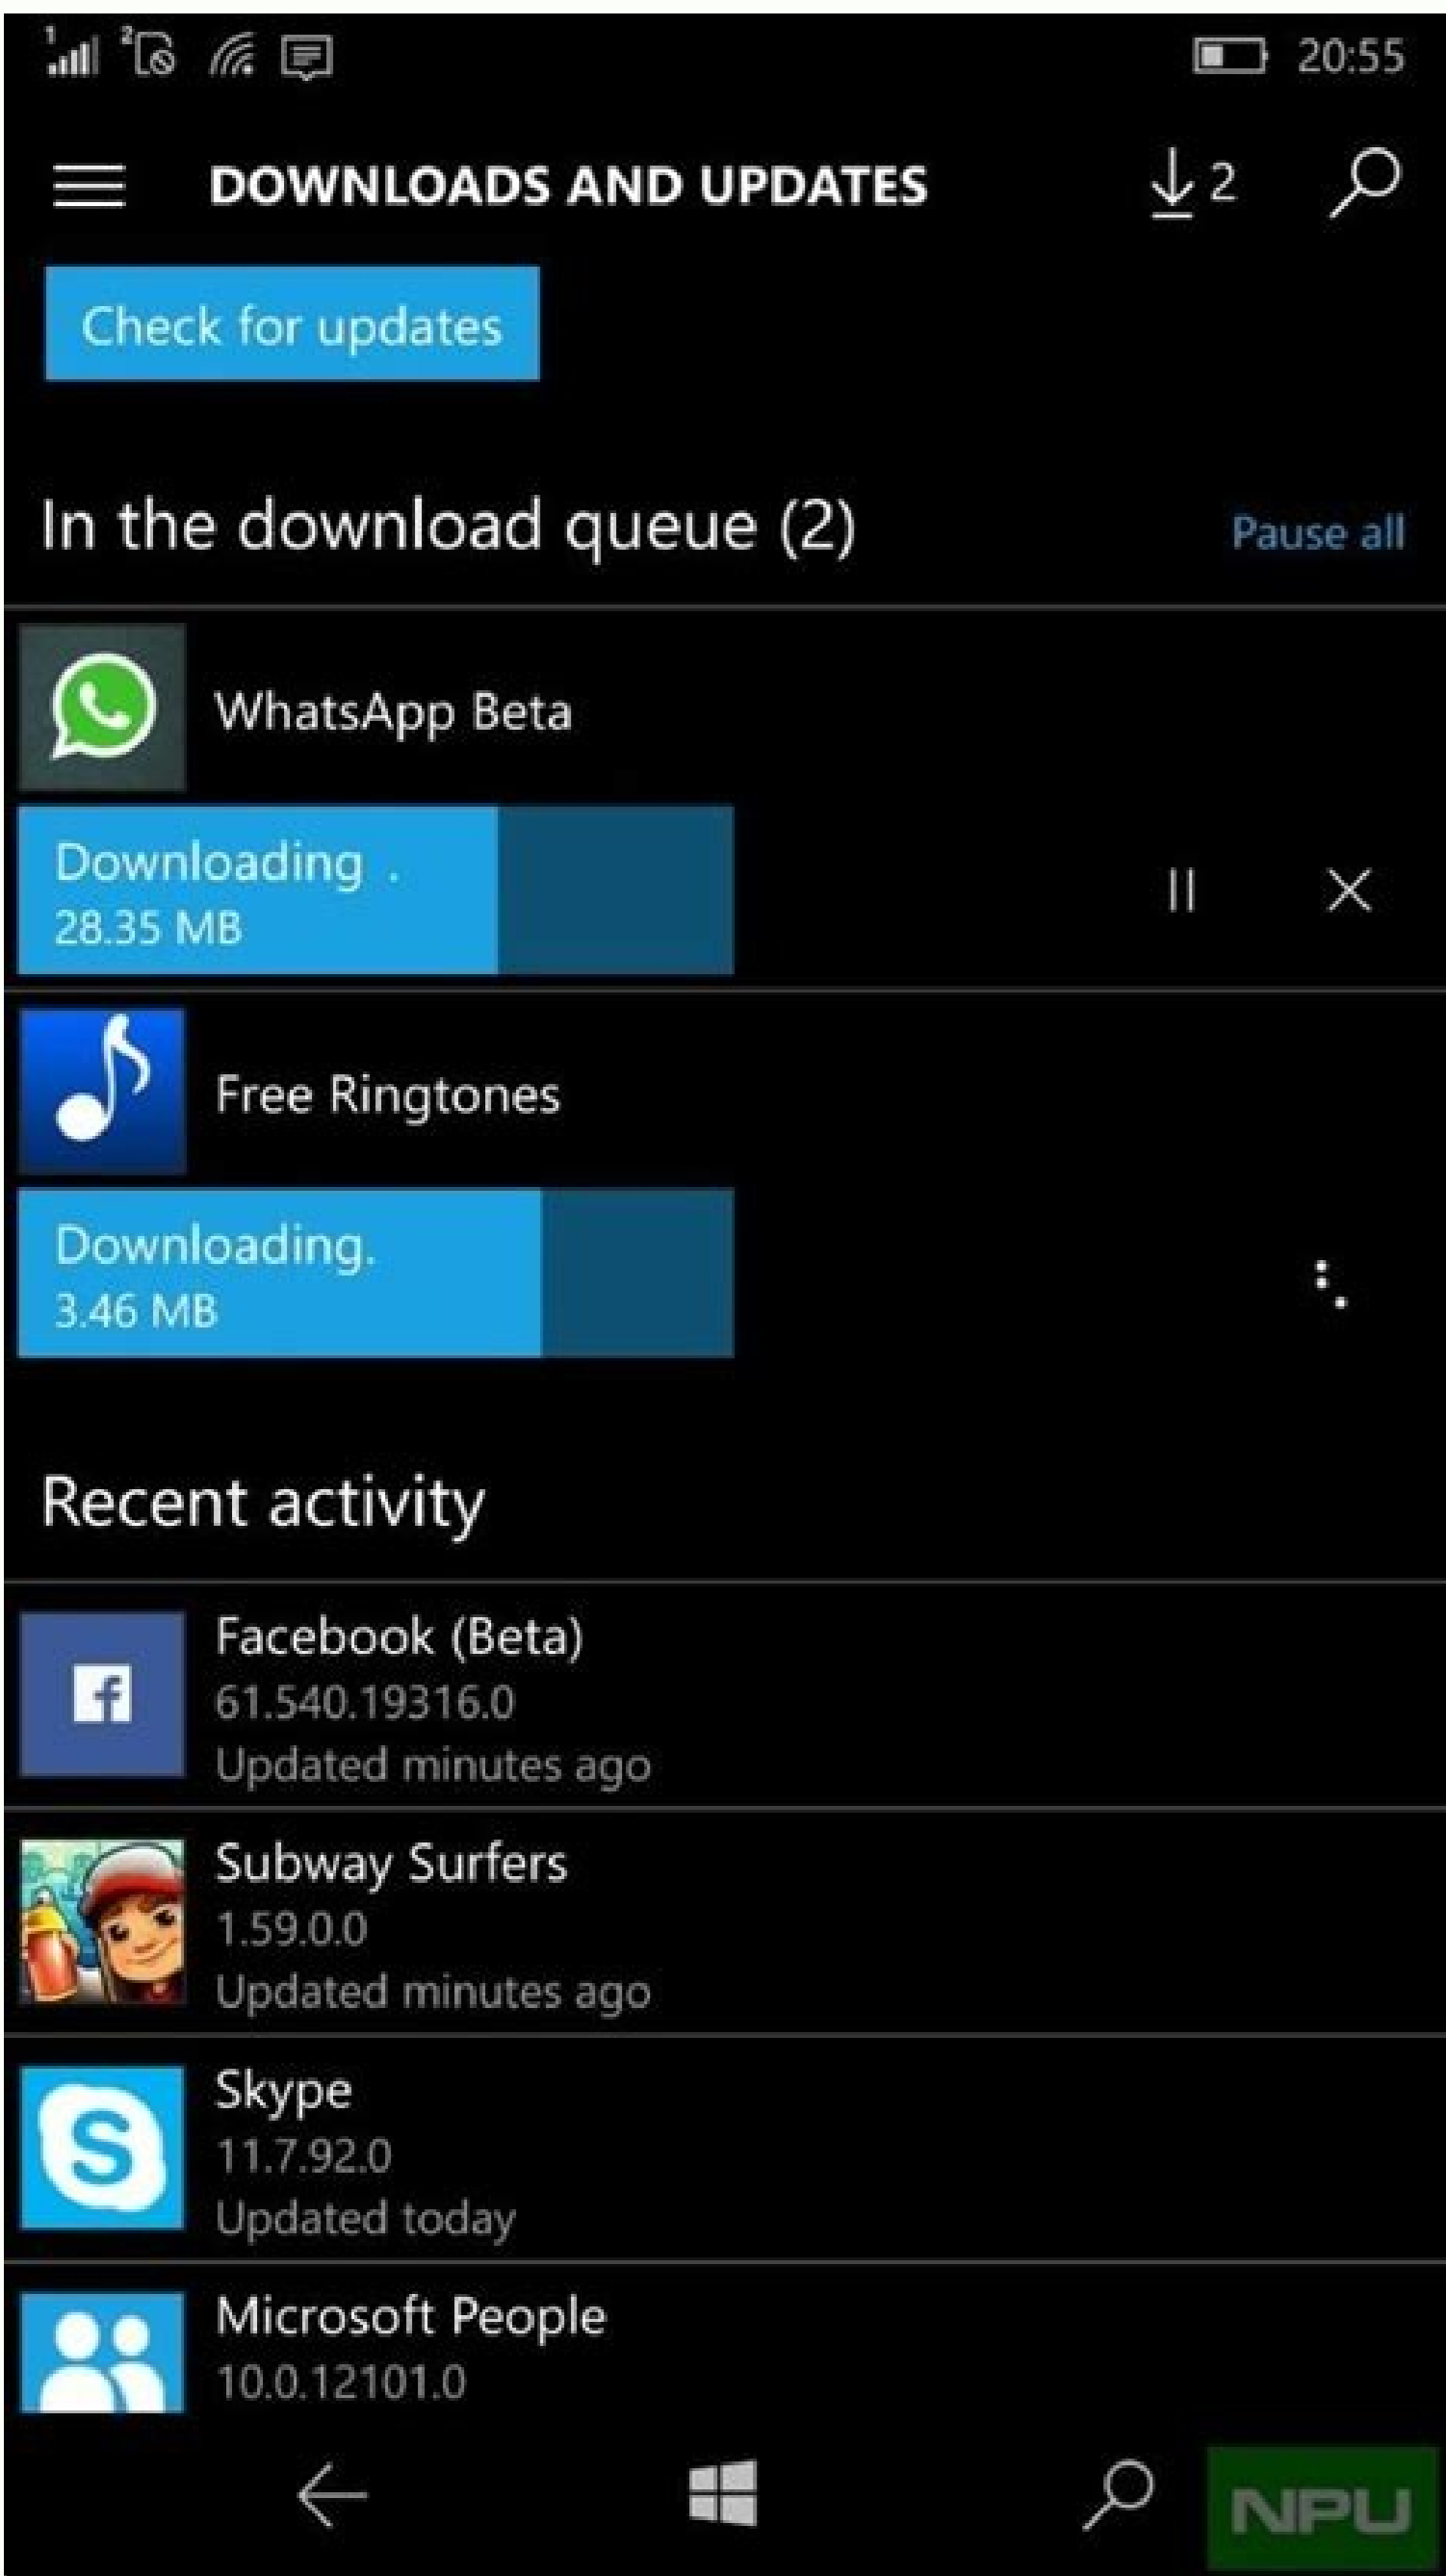 1 2 20:55
DOWNLOADS AND UPDATES 2
Check for updates
In the download queue (2) Pause all
WhatsApp Beta
Downloading .
28.35 MB
Free Ringtones
Downloading.
3.46 MB
Recent activity
Facebook (Beta)
61.540.19316.0
Updated minutes ago
Subway Surfers
1.59.0.0
Updated minutes ago
Skype
11.7.92.0
Updated today
Microsoft People
10.0.12101.0
NPU